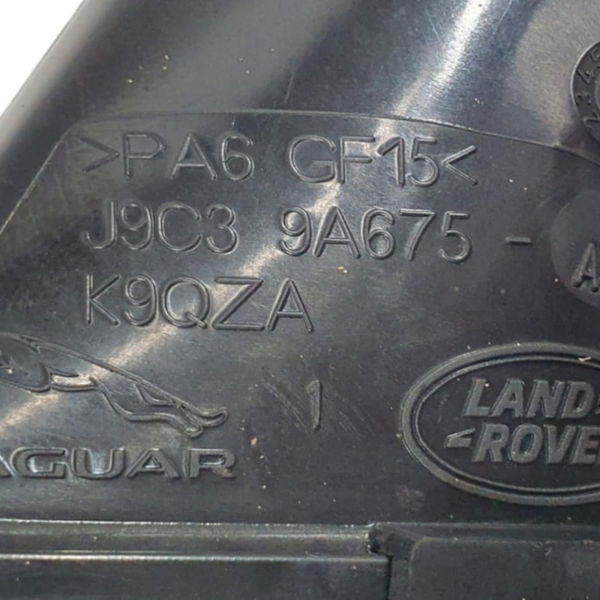 >PA6 GF15<
J9C3 9A675 - A
K9QZA
1
JAGUAR
LAND-
ROVER